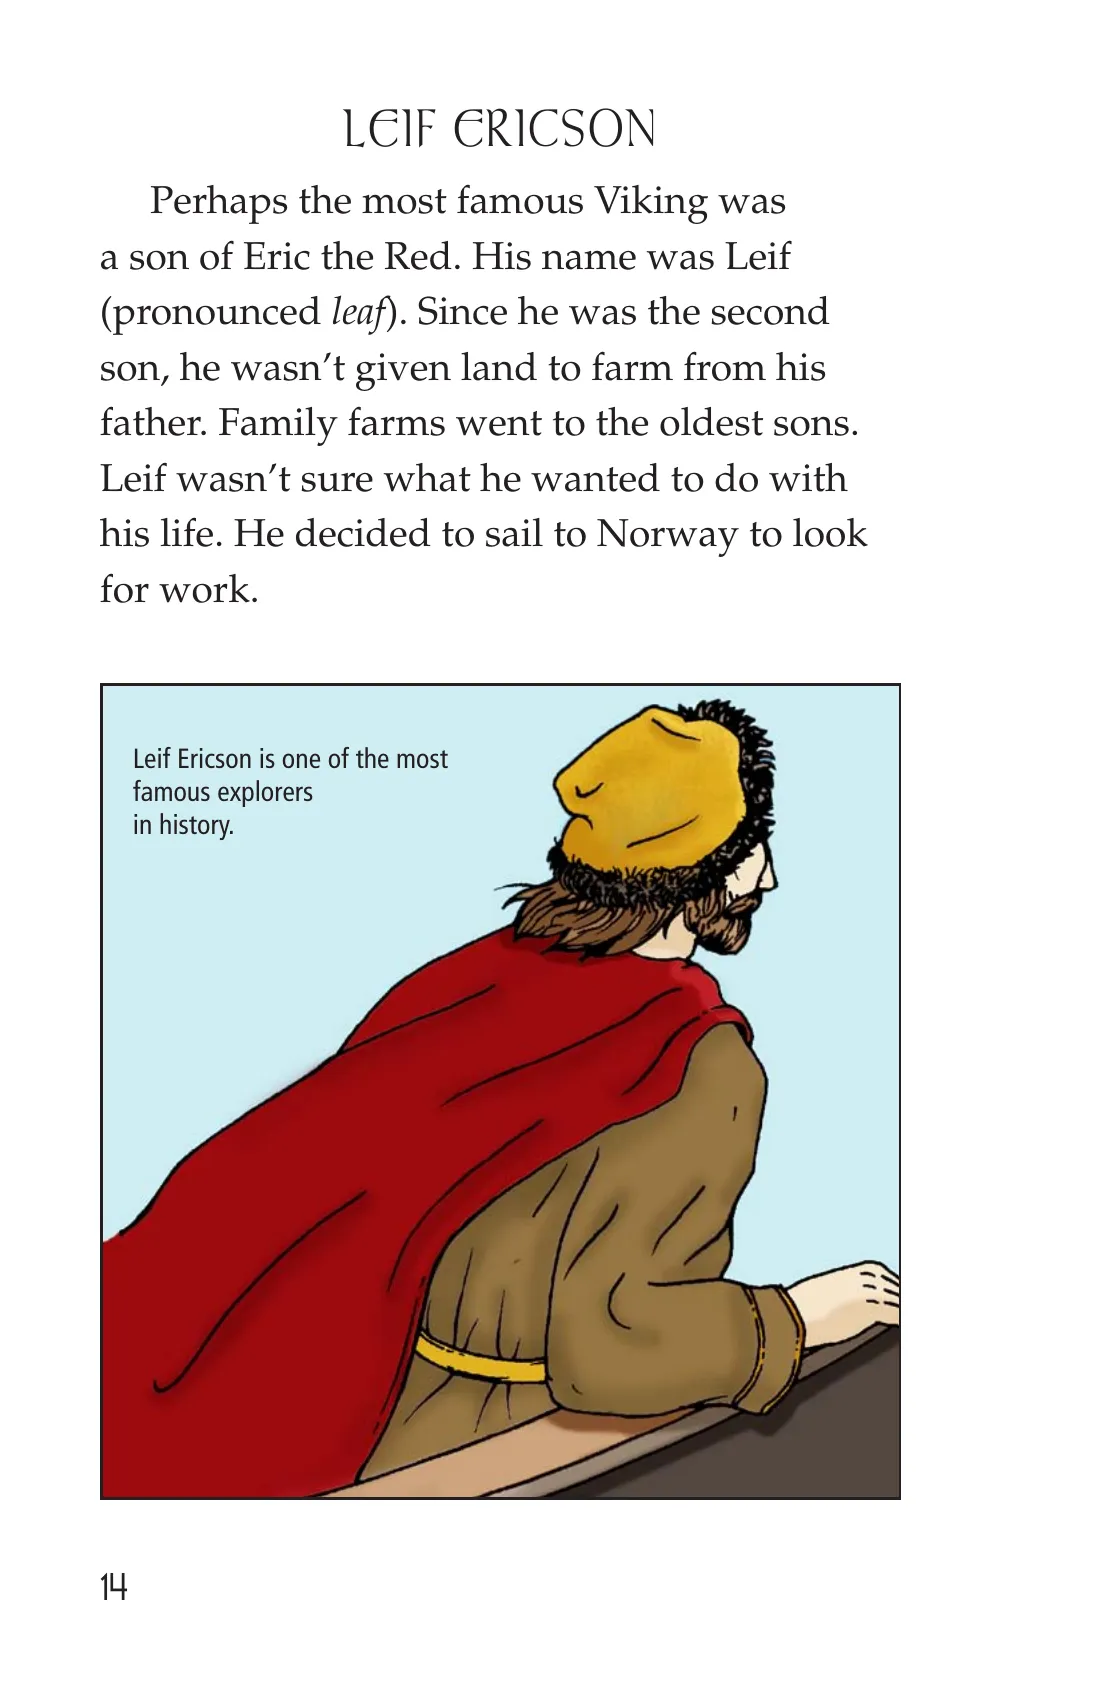 LEIF ERICSON
Perhaps the most famous Viking was
a son of Eric the Red. His name was Leif
(pronounced leaf). Since he was the second
son, he wasn’t given land to farm from his
father. Family farms went to the oldest sons.
Leif wasn’t sure what he wanted to do with
his life. He decided to sail to Norway to look
for work.
Leif Ericson is one of the most
famous explorers
in history.
14